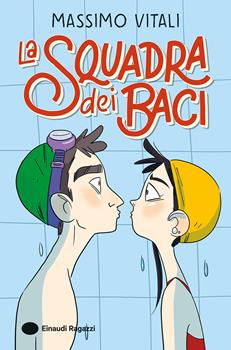 MASSIMO VITALI
La
SQUADRA
dei BACI
Einaudi Ragazzi